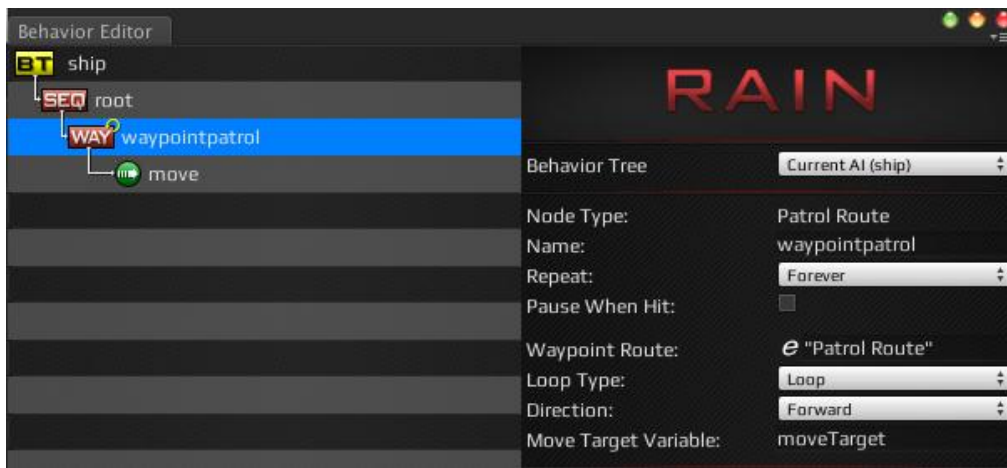 Behavior Editor
BT ship
SEQ root
WAY waypointpatrol
move
RAIN
Behavior Tree Current AI (ship)
Node Type: Patrol Route
Name: waypointpatrol
Repeat: Forever
Pause When Hit:
Waypoint Route: e "Patrol Route"
Loop Type: Loop
Direction: Forward
Move Target Variable: moveTarget